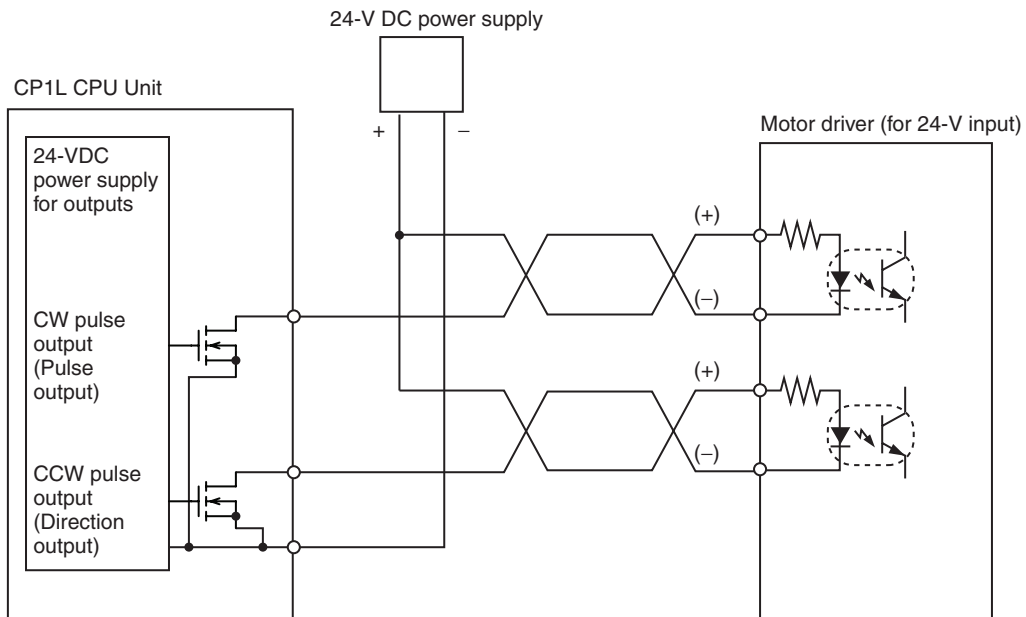 24-V DC power supply
CP1L CPU Unit
+
–
Motor driver (for 24-V input)
24-VDC
power supply
for outputs
(+)
(–)
CW pulse
output
(Pulse
output)
(+)
(–)
CCW pulse
output
(Direction
output)